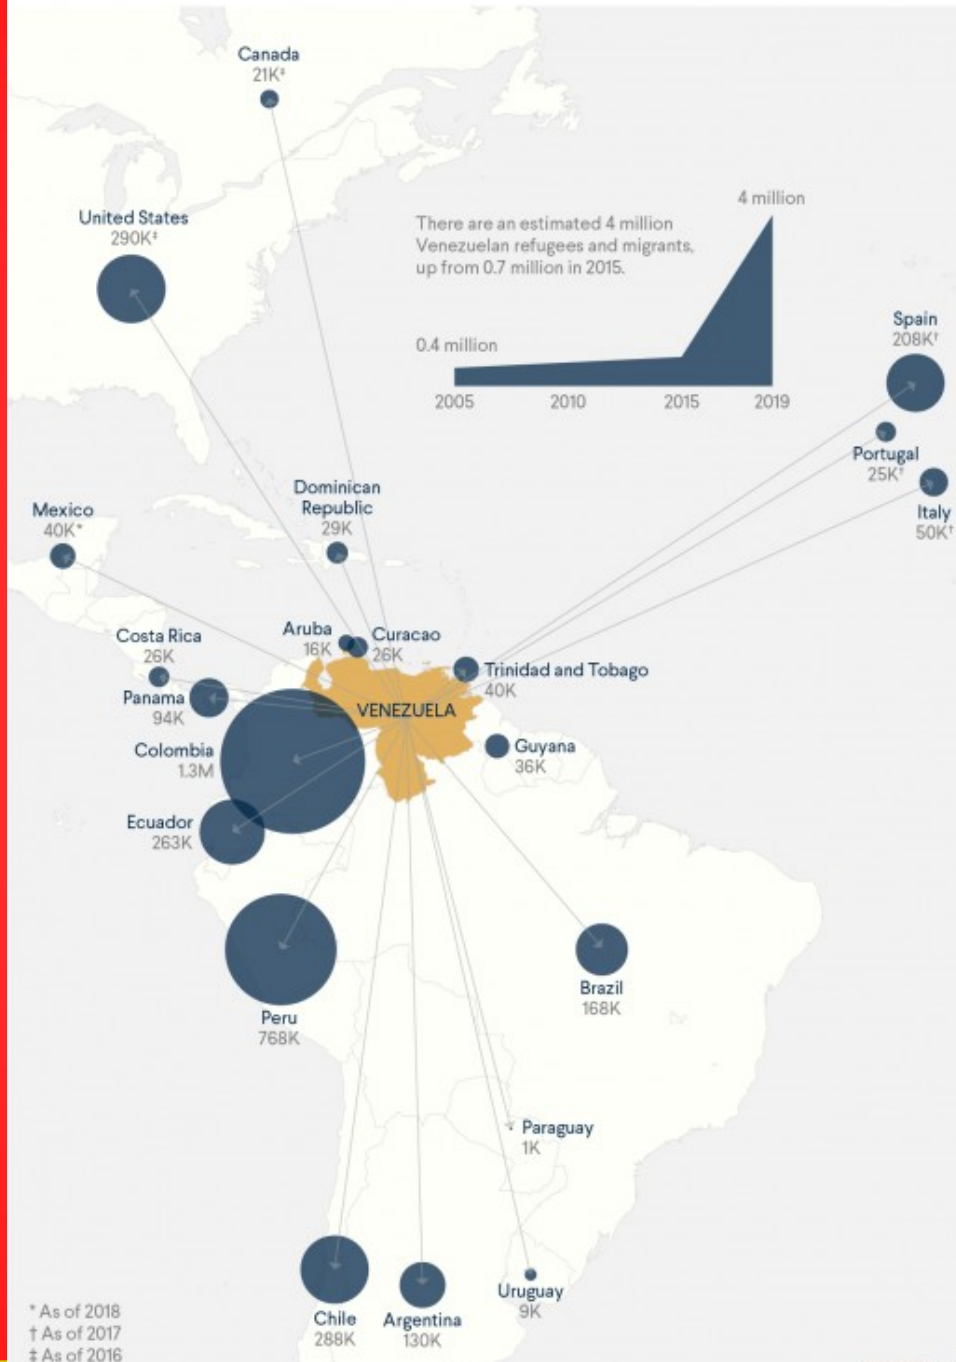 Canada
21K‡
United States
290K‡
4 million
There are an estimated 4 million
Venezuelan refugees and migrants,
up from 0.7 million in 2015.
0.4 million
2005
2010
2015
2019
Spain
208K†
Portugal
25K†
Italy
50K†
Mexico
40K*
Dominican
Republic
29K
Aruba
16K
Curacao
26K
Costa Rica
26K
Panama
94K
Trinidad and Tobago
40K
VENEZUELA
Colombia
1.3M
Guyana
36K
Ecuador
263K
Peru
768K
Brazil
168K
Paraguay
1K
Chile
288K
Argentina
130K
Uruguay
9K
* As of 2018
† As of 2017
‡ As of 2016